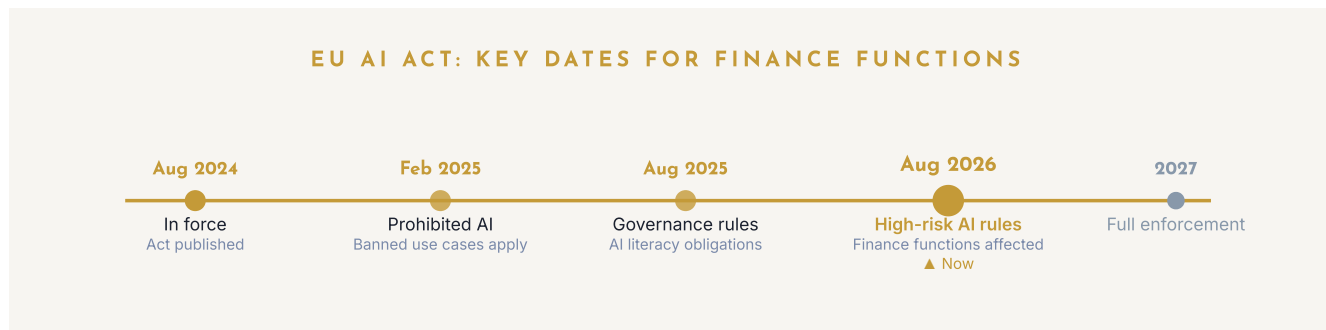 EU AI ACT: KEY DATES FOR FINANCE FUNCTIONS
Aug 2024
In force
Act published
Feb 2025
Prohibited AI
Banned use cases apply
Aug 2025
Governance rules
AI literacy obligations
Aug 2026
High-risk AI rules
Finance functions affected
▲ Now
2027
Full enforcement